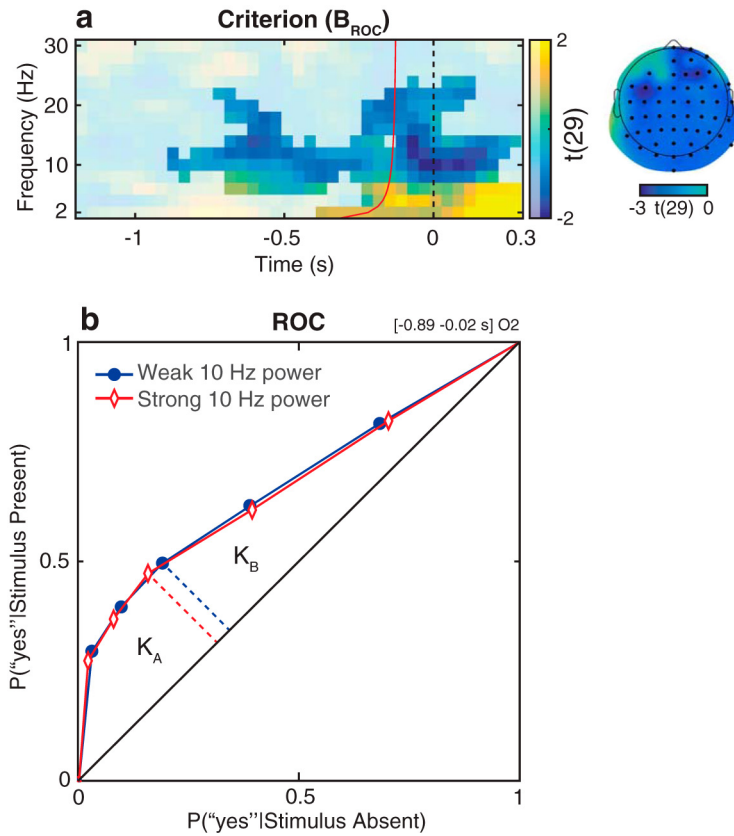 a
Criterion (B_ROC)
Frequency (Hz)
30
20
10
2
-1
-0.5
0
0.3
Time (s)
2
-2
t(29)
-3 t(29) 0
b
ROC
[-0.89 -0.02 s] O2
P("yes"|Stimulus Present)
1
0.5
0
Weak 10 Hz power
Strong 10 Hz power
K_B
K_A
0
0.5
1
P("yes"|Stimulus Absent)